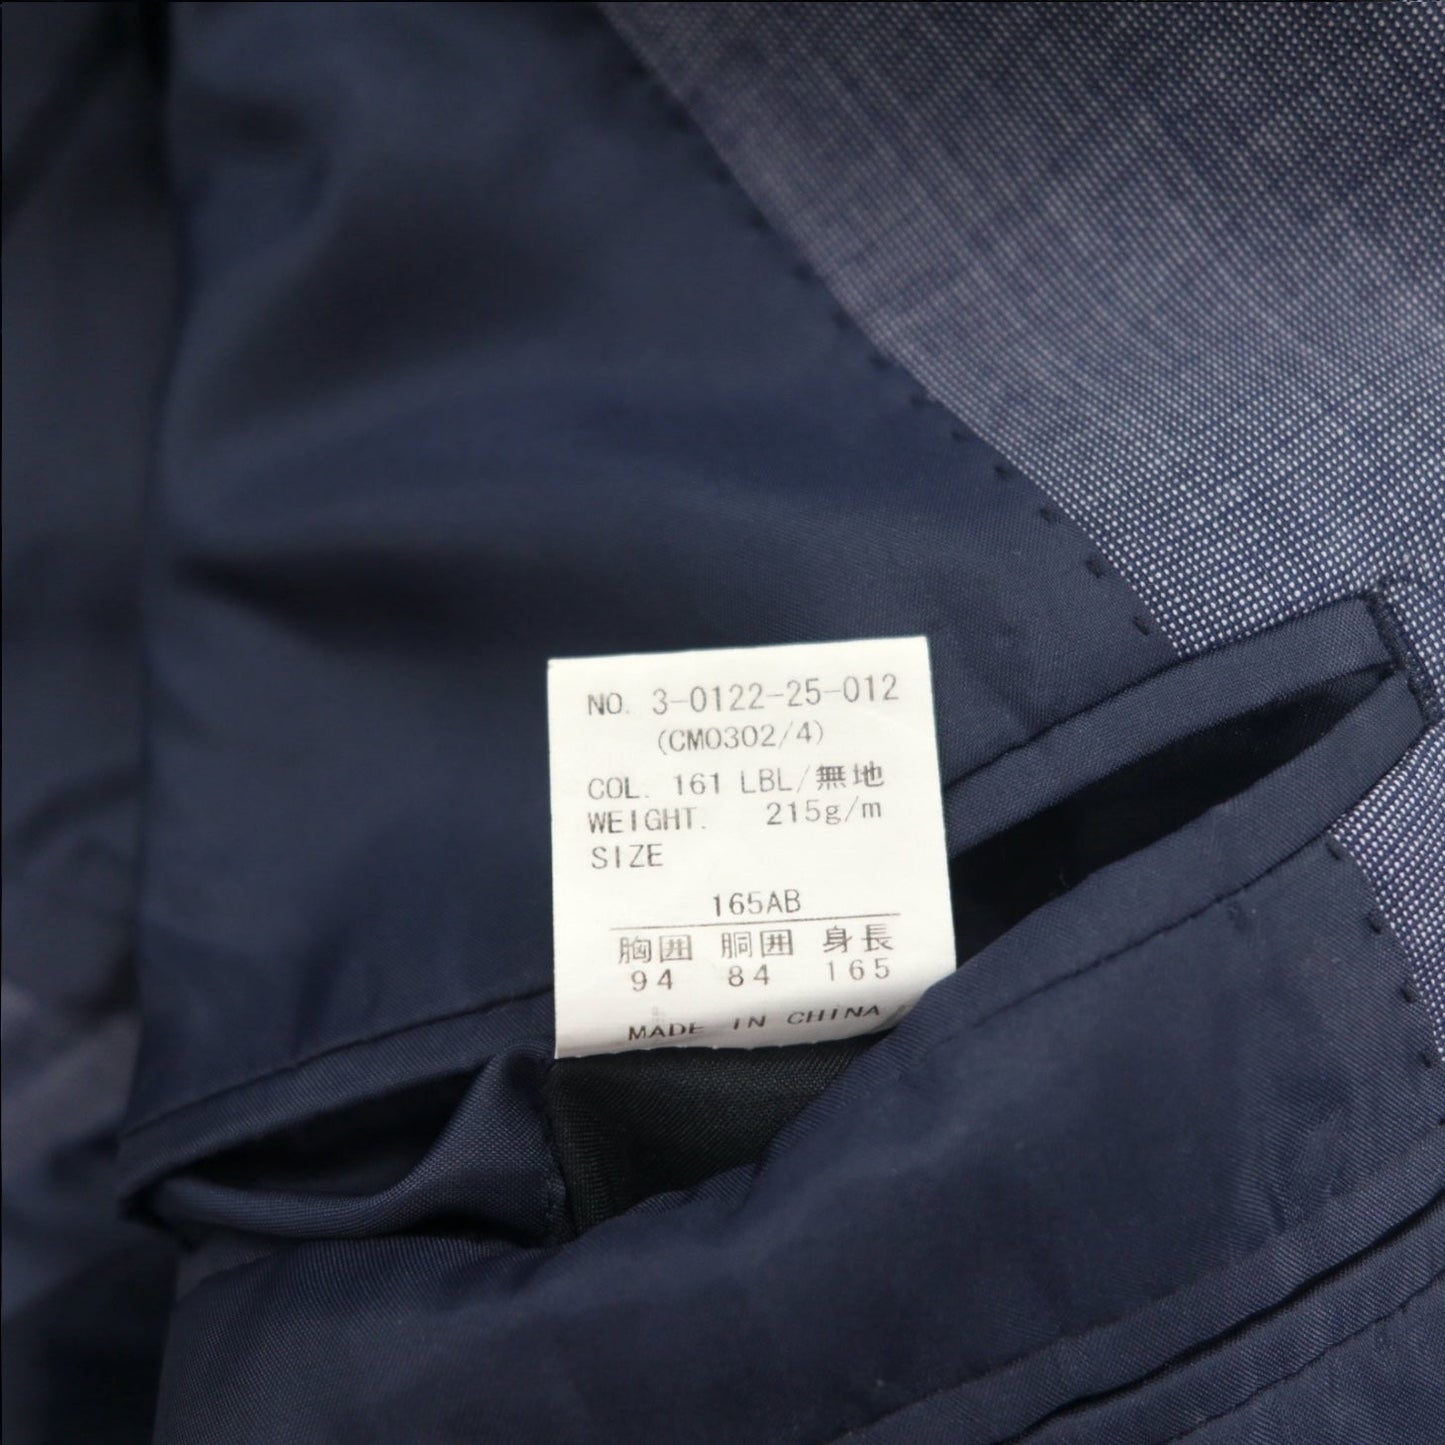 NO. 3-0122-25-012
(CM0302/4)
COL. 161 LBL/無地
WEIGHT. 215g/m
SIZE
165AB
胸囲 胴囲 身長
94 84 165
MADE IN CHINA